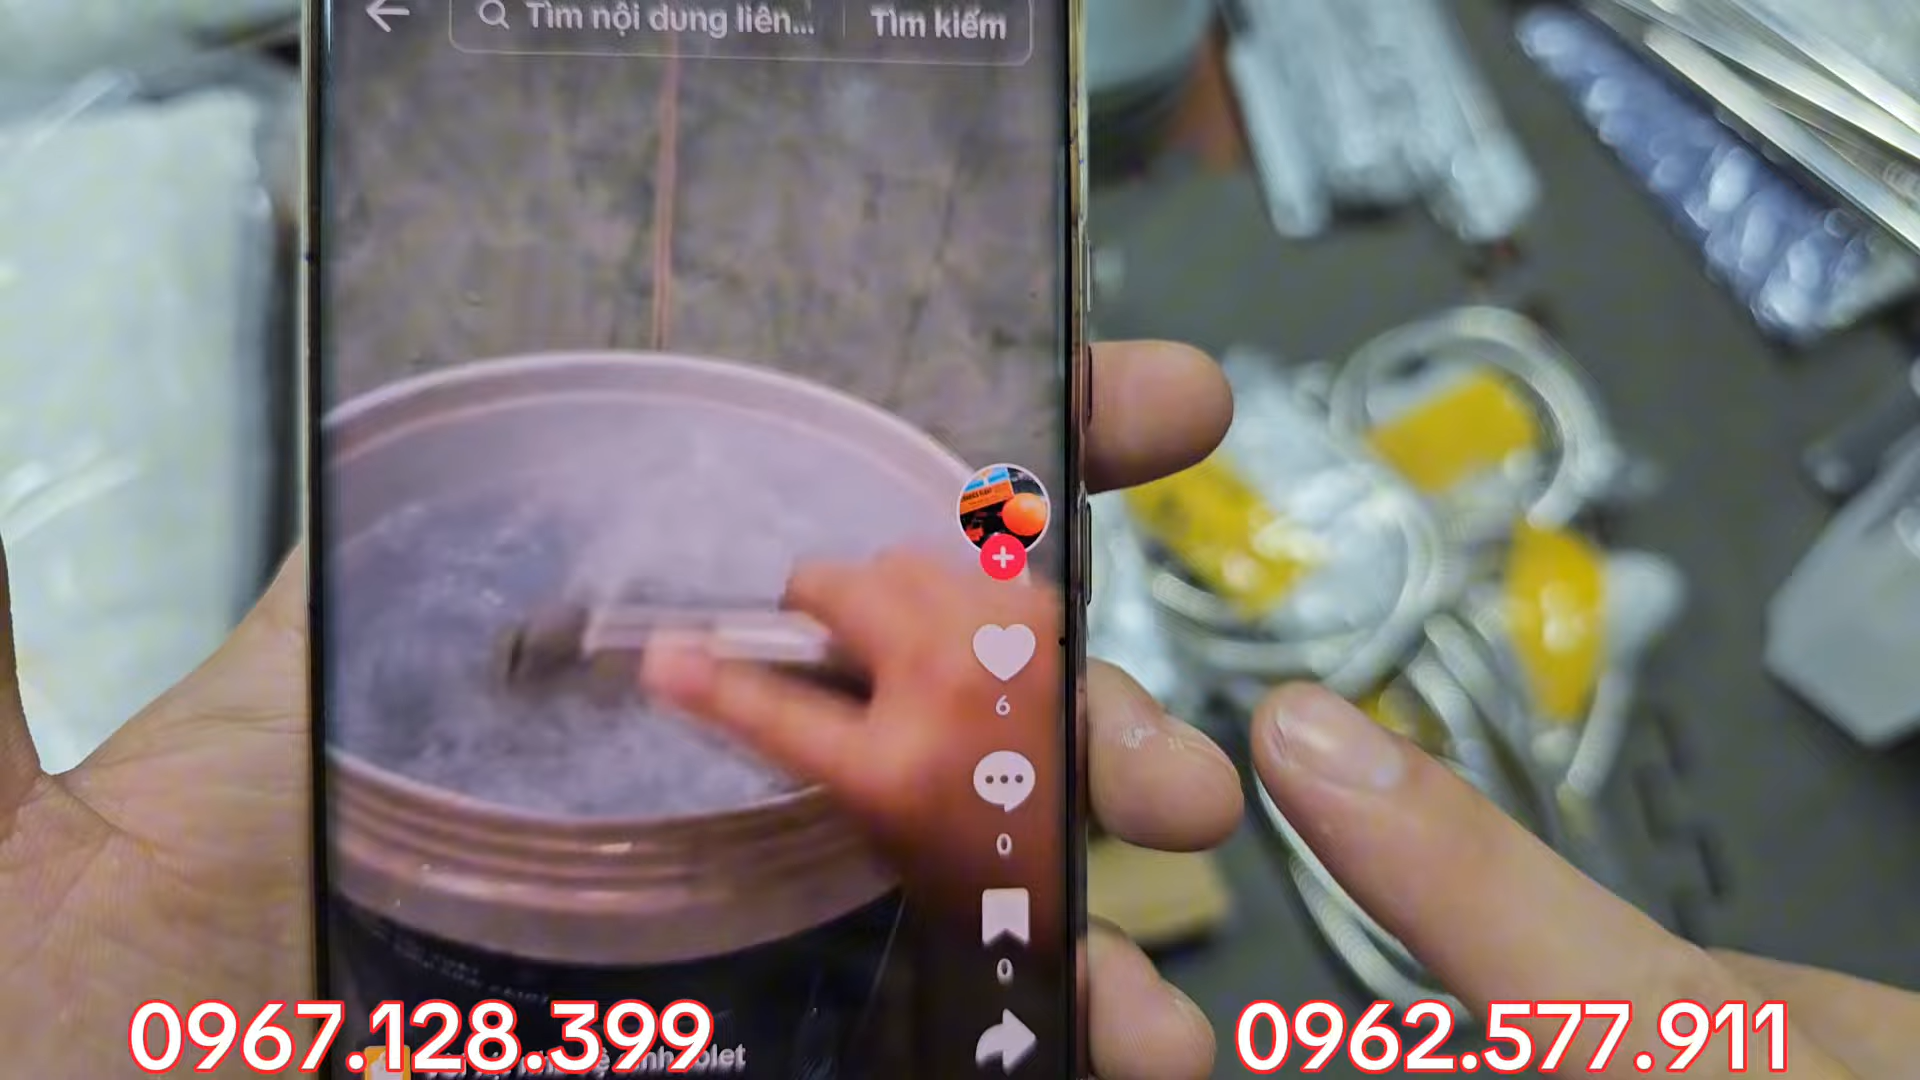 Tìm nội dung liên...
Tìm kiếm
6
0
0
0967.128.399
0962.577.911